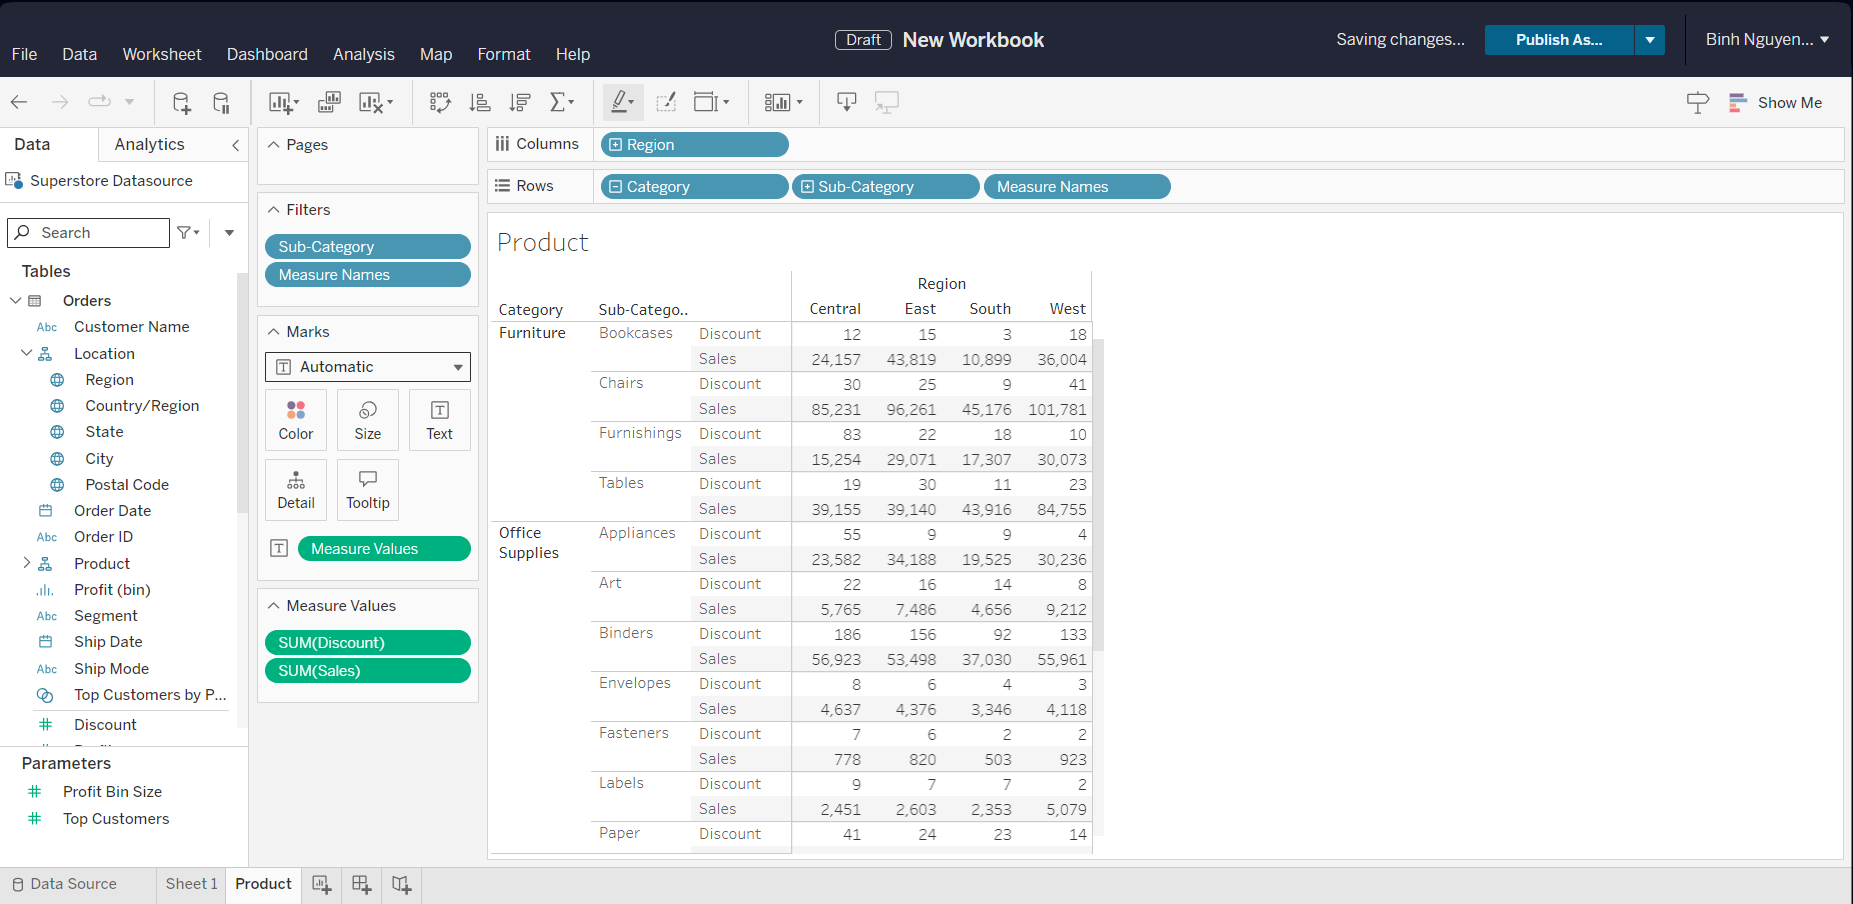 Draft New Workbook
Saving changes...
Publish As...
Binh Nguyen...
File Data Worksheet Dashboard Analysis Map Format Help
Show Me
Data Analytics
Superstore Datasource
Search
Tables
Orders
Abc Customer Name
Location
Region
Country/Region
State
City
Postal Code
Order Date
Abc Order ID
Product
Profit (bin)
Abc Segment
Ship Date
Abc Ship Mode
Top Customers by P...
Discount
Parameters
Profit Bin Size
Top Customers
Pages
Filters
Sub-Category
Measure Names
Marks
Automatic
Color Size Text
Detail Tooltip
Measure Values
Measure Values
SUM(Discount)
SUM(Sales)
Columns Region
Rows Category Sub-Category Measure Names
Product
Region
Category Sub-Catego.. Central East South West
Furniture Bookcases Discount 12 15 3 18
Sales 24,157 43,819 10,899 36,004
Chairs Discount 30 25 9 41
Sales 85,231 96,261 45,176 101,781
Furnishings Discount 83 22 18 10
Sales 15,254 29,071 17,307 30,073
Tables Discount 19 30 11 23
Sales 39,155 39,140 43,916 84,755
Office Supplies Appliances Discount 55 9 9 4
Sales 23,582 34,188 19,525 30,236
Art Discount 22 16 14 8
Sales 5,765 7,486 4,656 9,212
Binders Discount 186 156 92 133
Sales 56,923 53,498 37,030 55,961
Envelopes Discount 8 6 4 3
Sales 4,637 4,376 3,346 4,118
Fasteners Discount 7 6 2 2
Sales 778 820 503 923
Labels Discount 9 7 7 2
Sales 2,451 2,603 2,353 5,079
Paper Discount 41 24 23 14
Data Source Sheet 1 Product